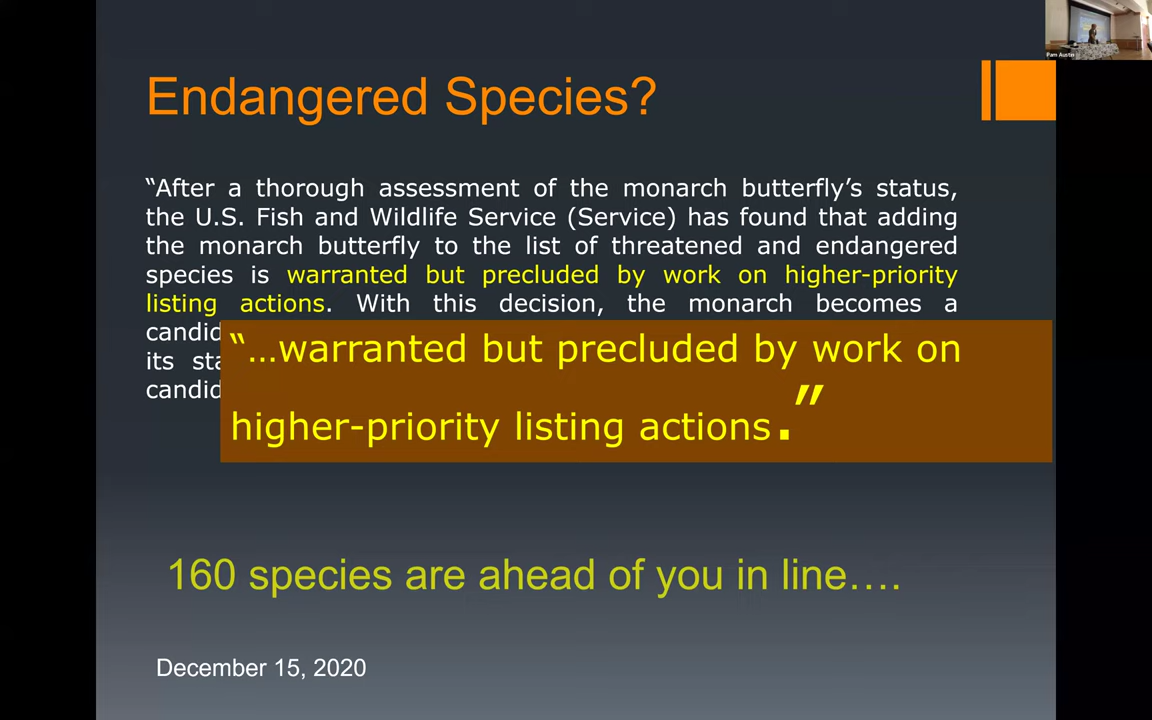 Pam Austin
Endangered Species?
“After a thorough assessment of the monarch butterfly’s status,
the U.S. Fish and Wildlife Service (Service) has found that adding
the monarch butterfly to the list of threatened and endangered
species is warranted but precluded by work on higher-priority
listing actions. With this decision, the monarch becomes a
its
“…warranted but precluded by work on
higher-priority listing actions.”
160 species are ahead of you in line….
December 15, 2020